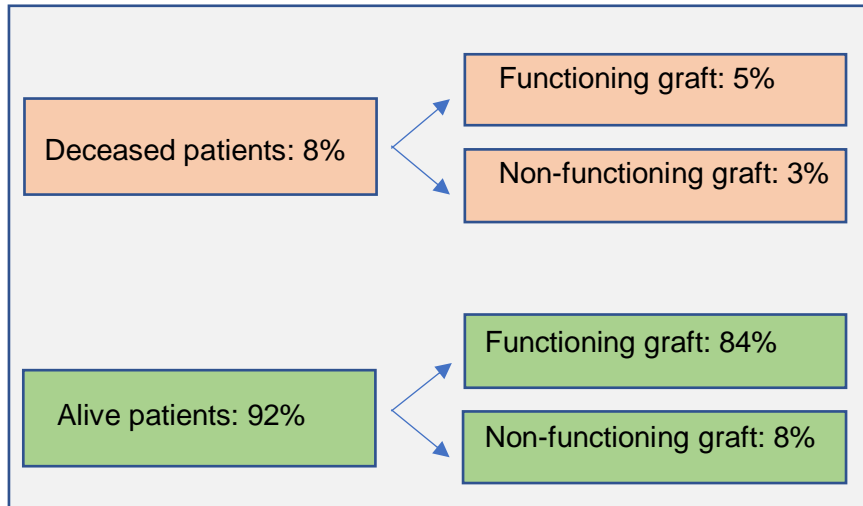 Functioning graft: 5%
Deceased patients: 8%
Non-functioning graft: 3%
Functioning graft: 84%
Alive patients: 92%
Non-functioning graft: 8%